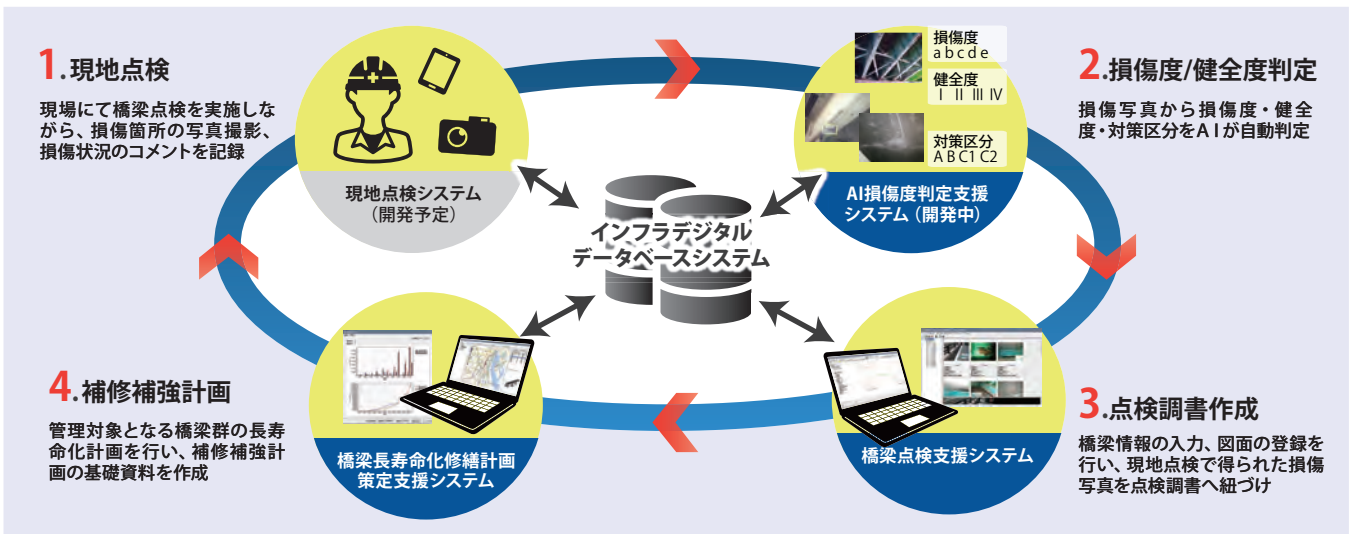 1.現地点検
現場にて橋梁点検を実施しな
がら、損傷箇所の写真撮影、
損傷状況のコメントを記録
現地点検システム
（開発予定）
損傷度
a b c d e
健全度
I II III IV
対策区分
A B C1 C2
AI損傷度判定支援
システム（開発中）
2.損傷度/健全度判定
損傷写真から損傷度・健全
度・対策区分をAIが自動判定
インフラデジタル
データベースシステム
4.補修補強計画
管理対象となる橋梁群の長寿
命化計画を行い、補修補強計
画の基礎資料を作成
橋梁長寿命化修繕計画
策定支援システム
橋梁点検支援システム
3.点検調書作成
橋梁情報の入力、図面の登録を
行い、現地点検で得られた損傷
写真を点検調書へ紐づけ